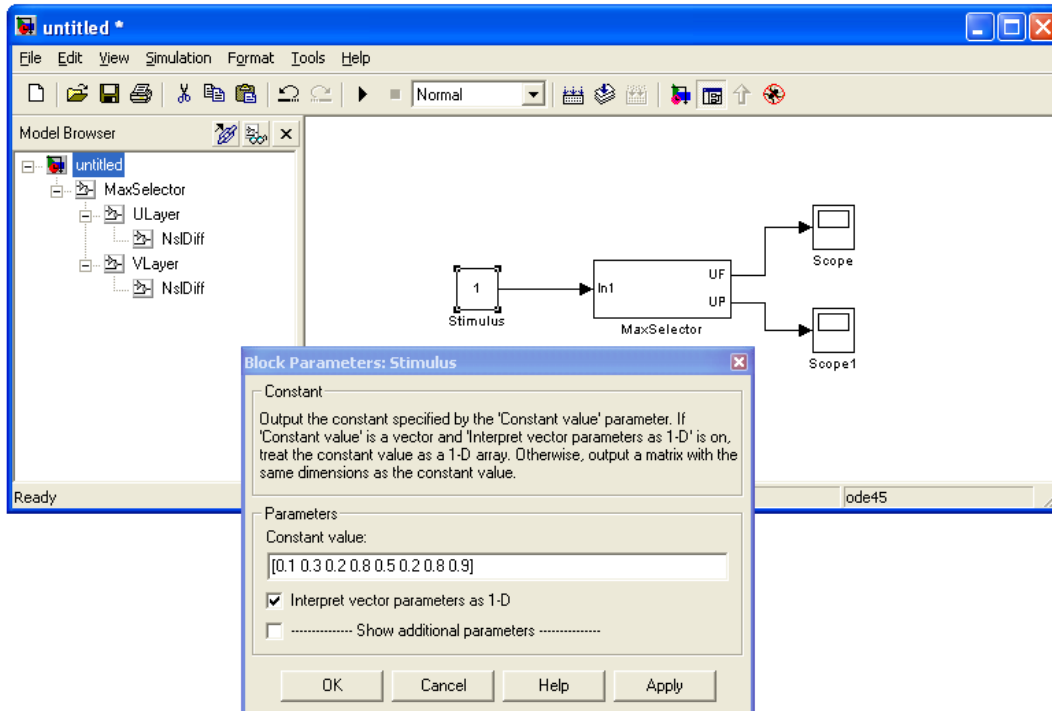 untitled *
File Edit View Simulation Format Tools Help
Normal
Model Browser
untitled
MaxSelector
ULayer
NslDiff
VLayer
NslDiff
1
Stimulus
In1
UF
UP
MaxSelector
Scope
Scope1
Ready
ode45
Block Parameters: Stimulus
Constant
Output the constant specified by the 'Constant value' parameter. If
'Constant value' is a vector and 'Interpret vector parameters as 1-D' is on,
treat the constant value as a 1-D array. Otherwise, output a matrix with the
same dimensions as the constant value.
Parameters
Constant value:
[0.1 0.3 0.2 0.8 0.5 0.2 0.8 0.9]
Interpret vector parameters as 1-D
--------------- Show additional parameters ---------------
OK Cancel Help Apply